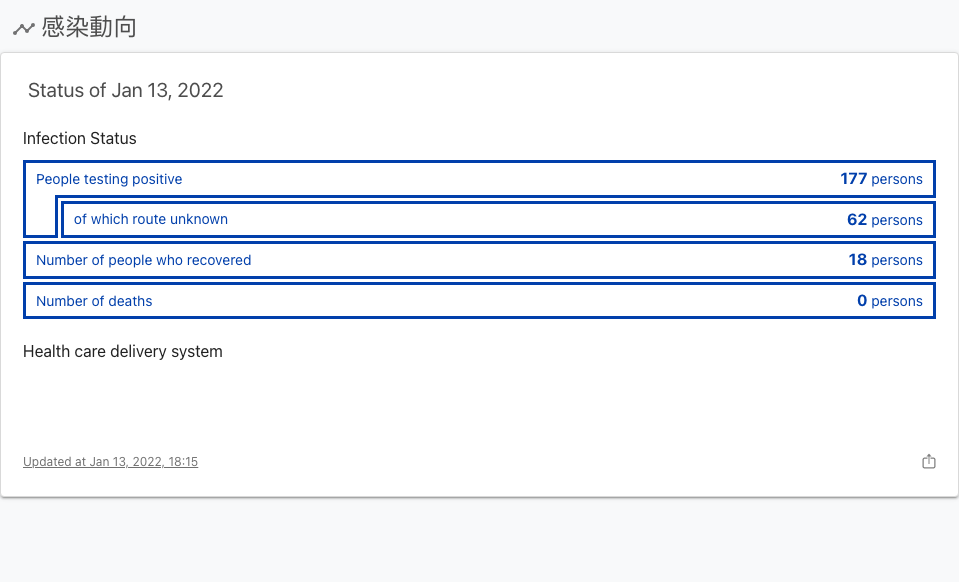 感染動向
Status of Jan 13, 2022
Infection Status
People testing positive 177 persons
of which route unknown 62 persons
Number of people who recovered 18 persons
Number of deaths 0 persons
Health care delivery system
Updated at Jan 13, 2022, 18:15